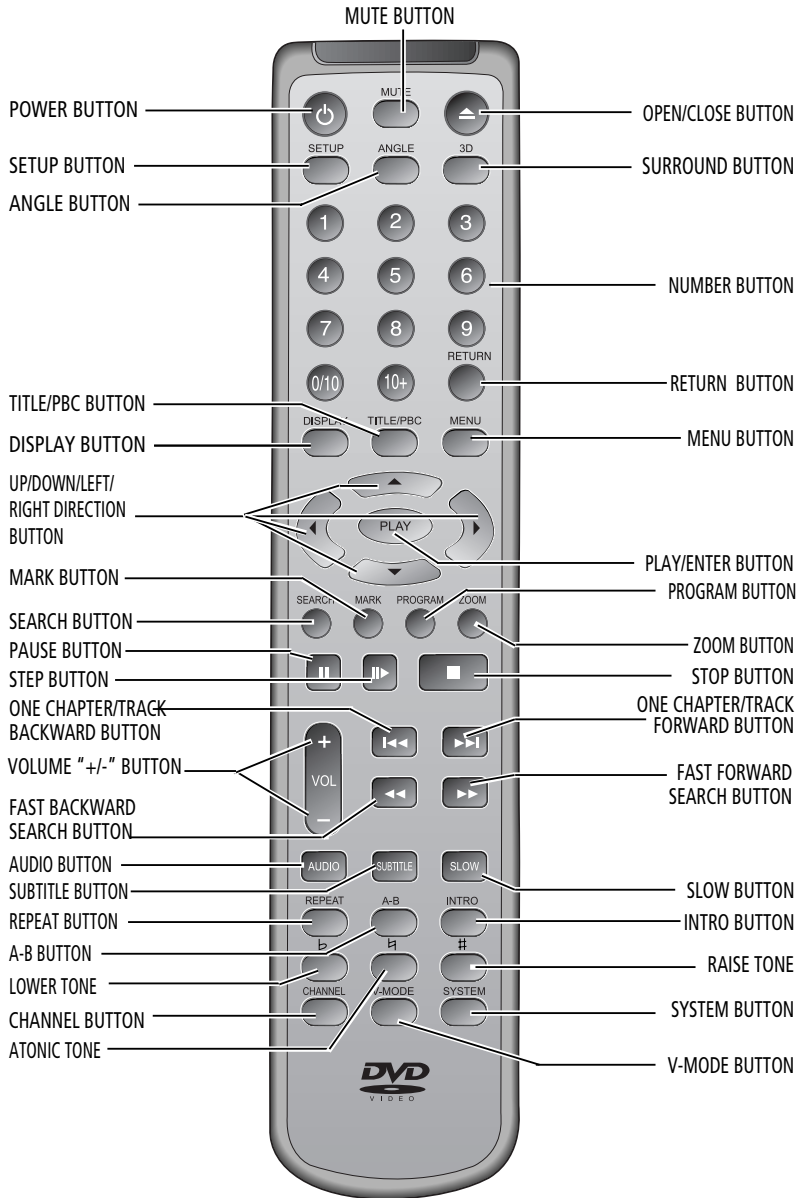 MUTE BUTTON
POWER BUTTON
SETUP BUTTON
ANGLE BUTTON
OPEN/CLOSE BUTTON
SURROUND BUTTON
NUMBER BUTTON
RETURN BUTTON
MENU BUTTON
TITLE/PBC BUTTON
DISPLAY BUTTON
UP/DOWN/LEFT/
RIGHT DIRECTION
BUTTON
MARK BUTTON
SEARCH BUTTON
PAUSE BUTTON
STEP BUTTON
ONE CHAPTER/TRACK
BACKWARD BUTTON
VOLUME "+/-" BUTTON
FAST BACKWARD
SEARCH BUTTON
AUDIO BUTTON
SUBTITLE BUTTON
REPEAT BUTTON
A-B BUTTON
LOWER TONE
CHANNEL BUTTON
ATONIC TONE
PLAY/ENTER BUTTON
PROGRAM BUTTON
ZOOM BUTTON
STOP BUTTON
ONE CHAPTER/TRACK
FORWARD BUTTON
FAST FORWARD
SEARCH BUTTON
SLOW BUTTON
INTRO BUTTON
RAISE TONE
SYSTEM BUTTON
V-MODE BUTTON
MUTE
SETUP ANGLE 3D
1 2 3
4 5 6
7 8 9
RETURN
0/10 10+
DISPLAY TITLE/PBC MENU
PLAY
SEARCH MARK PROGRAM ZOOM
+
VOL
−
AUDIO SUBTITLE SLOW
REPEAT A-B INTRO
♭ ♮ #
CHANNEL V-MODE SYSTEM
DVD
VIDEO